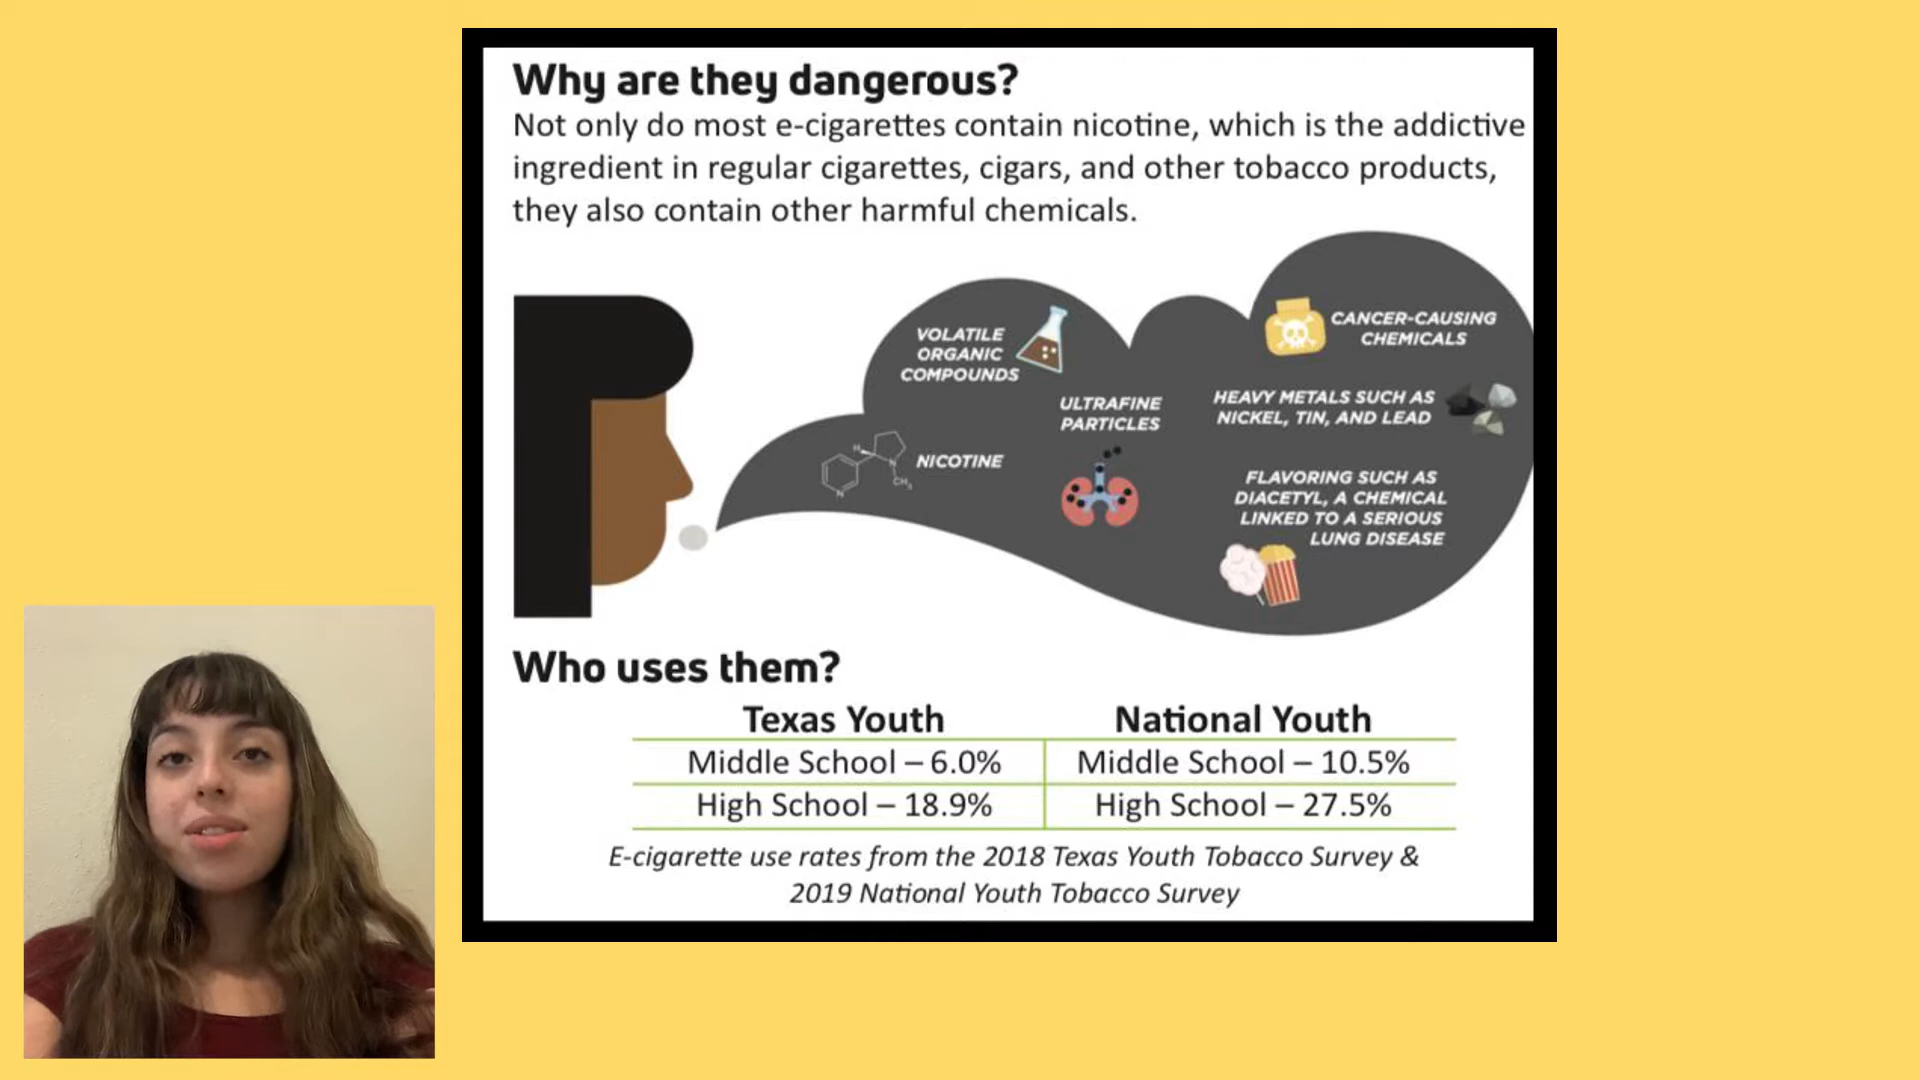 Why are they dangerous?
Not only do most e-cigarettes contain nicotine, which is the addictive
ingredient in regular cigarettes, cigars, and other tobacco products,
they also contain other harmful chemicals.
VOLATILE
ORGANIC
COMPOUNDS
ULTRAFINE
PARTICLES
H
N
N
CH3
NICOTINE
CANCER-CAUSING
CHEMICALS
HEAVY METALS SUCH AS
NICKEL, TIN, AND LEAD
FLAVORING SUCH AS
DIACETYL, A CHEMICAL
LINKED TO A SERIOUS
LUNG DISEASE
Who uses them?
Texas Youth National Youth
Middle School – 6.0% Middle School – 10.5%
High School – 18.9% High School – 27.5%
E-cigarette use rates from the 2018 Texas Youth Tobacco Survey &
2019 National Youth Tobacco Survey